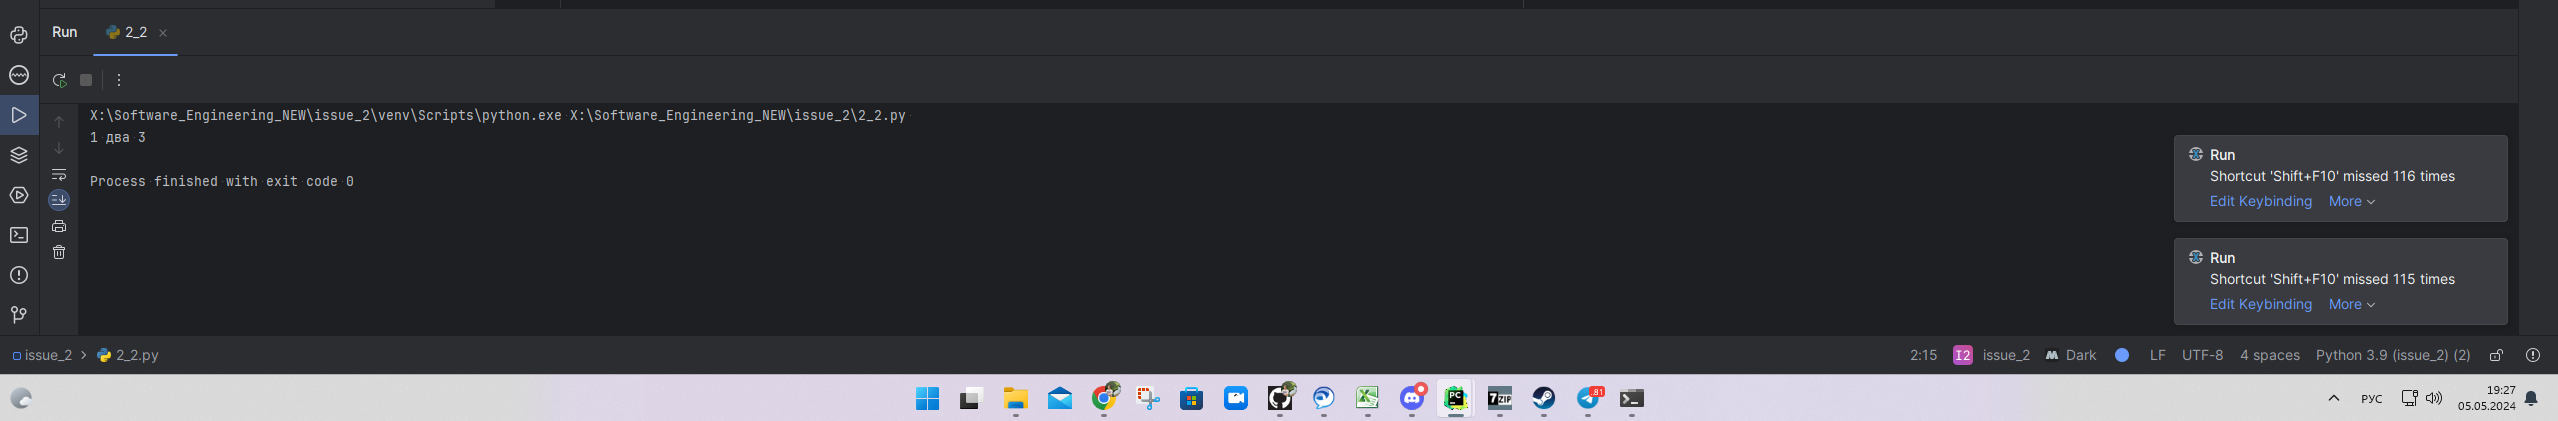 Run 2_2
X:\Software_Engineering_NEW\issue_2\venv\Scripts\python.exe X:\Software_Engineering_NEW\issue_2\2_2.py
1 два 3
Process finished with exit code 0
Run
Shortcut 'Shift+F10' missed 116 times
Edit Keybinding More
Run
Shortcut 'Shift+F10' missed 115 times
Edit Keybinding More
issue_2 > 2_2.py
2:15 I2 issue_2 Dark LF UTF-8 4 spaces Python 3.9 (issue_2) (2)
PC
7ZIP
81
РУС
19:27
05.05.2024